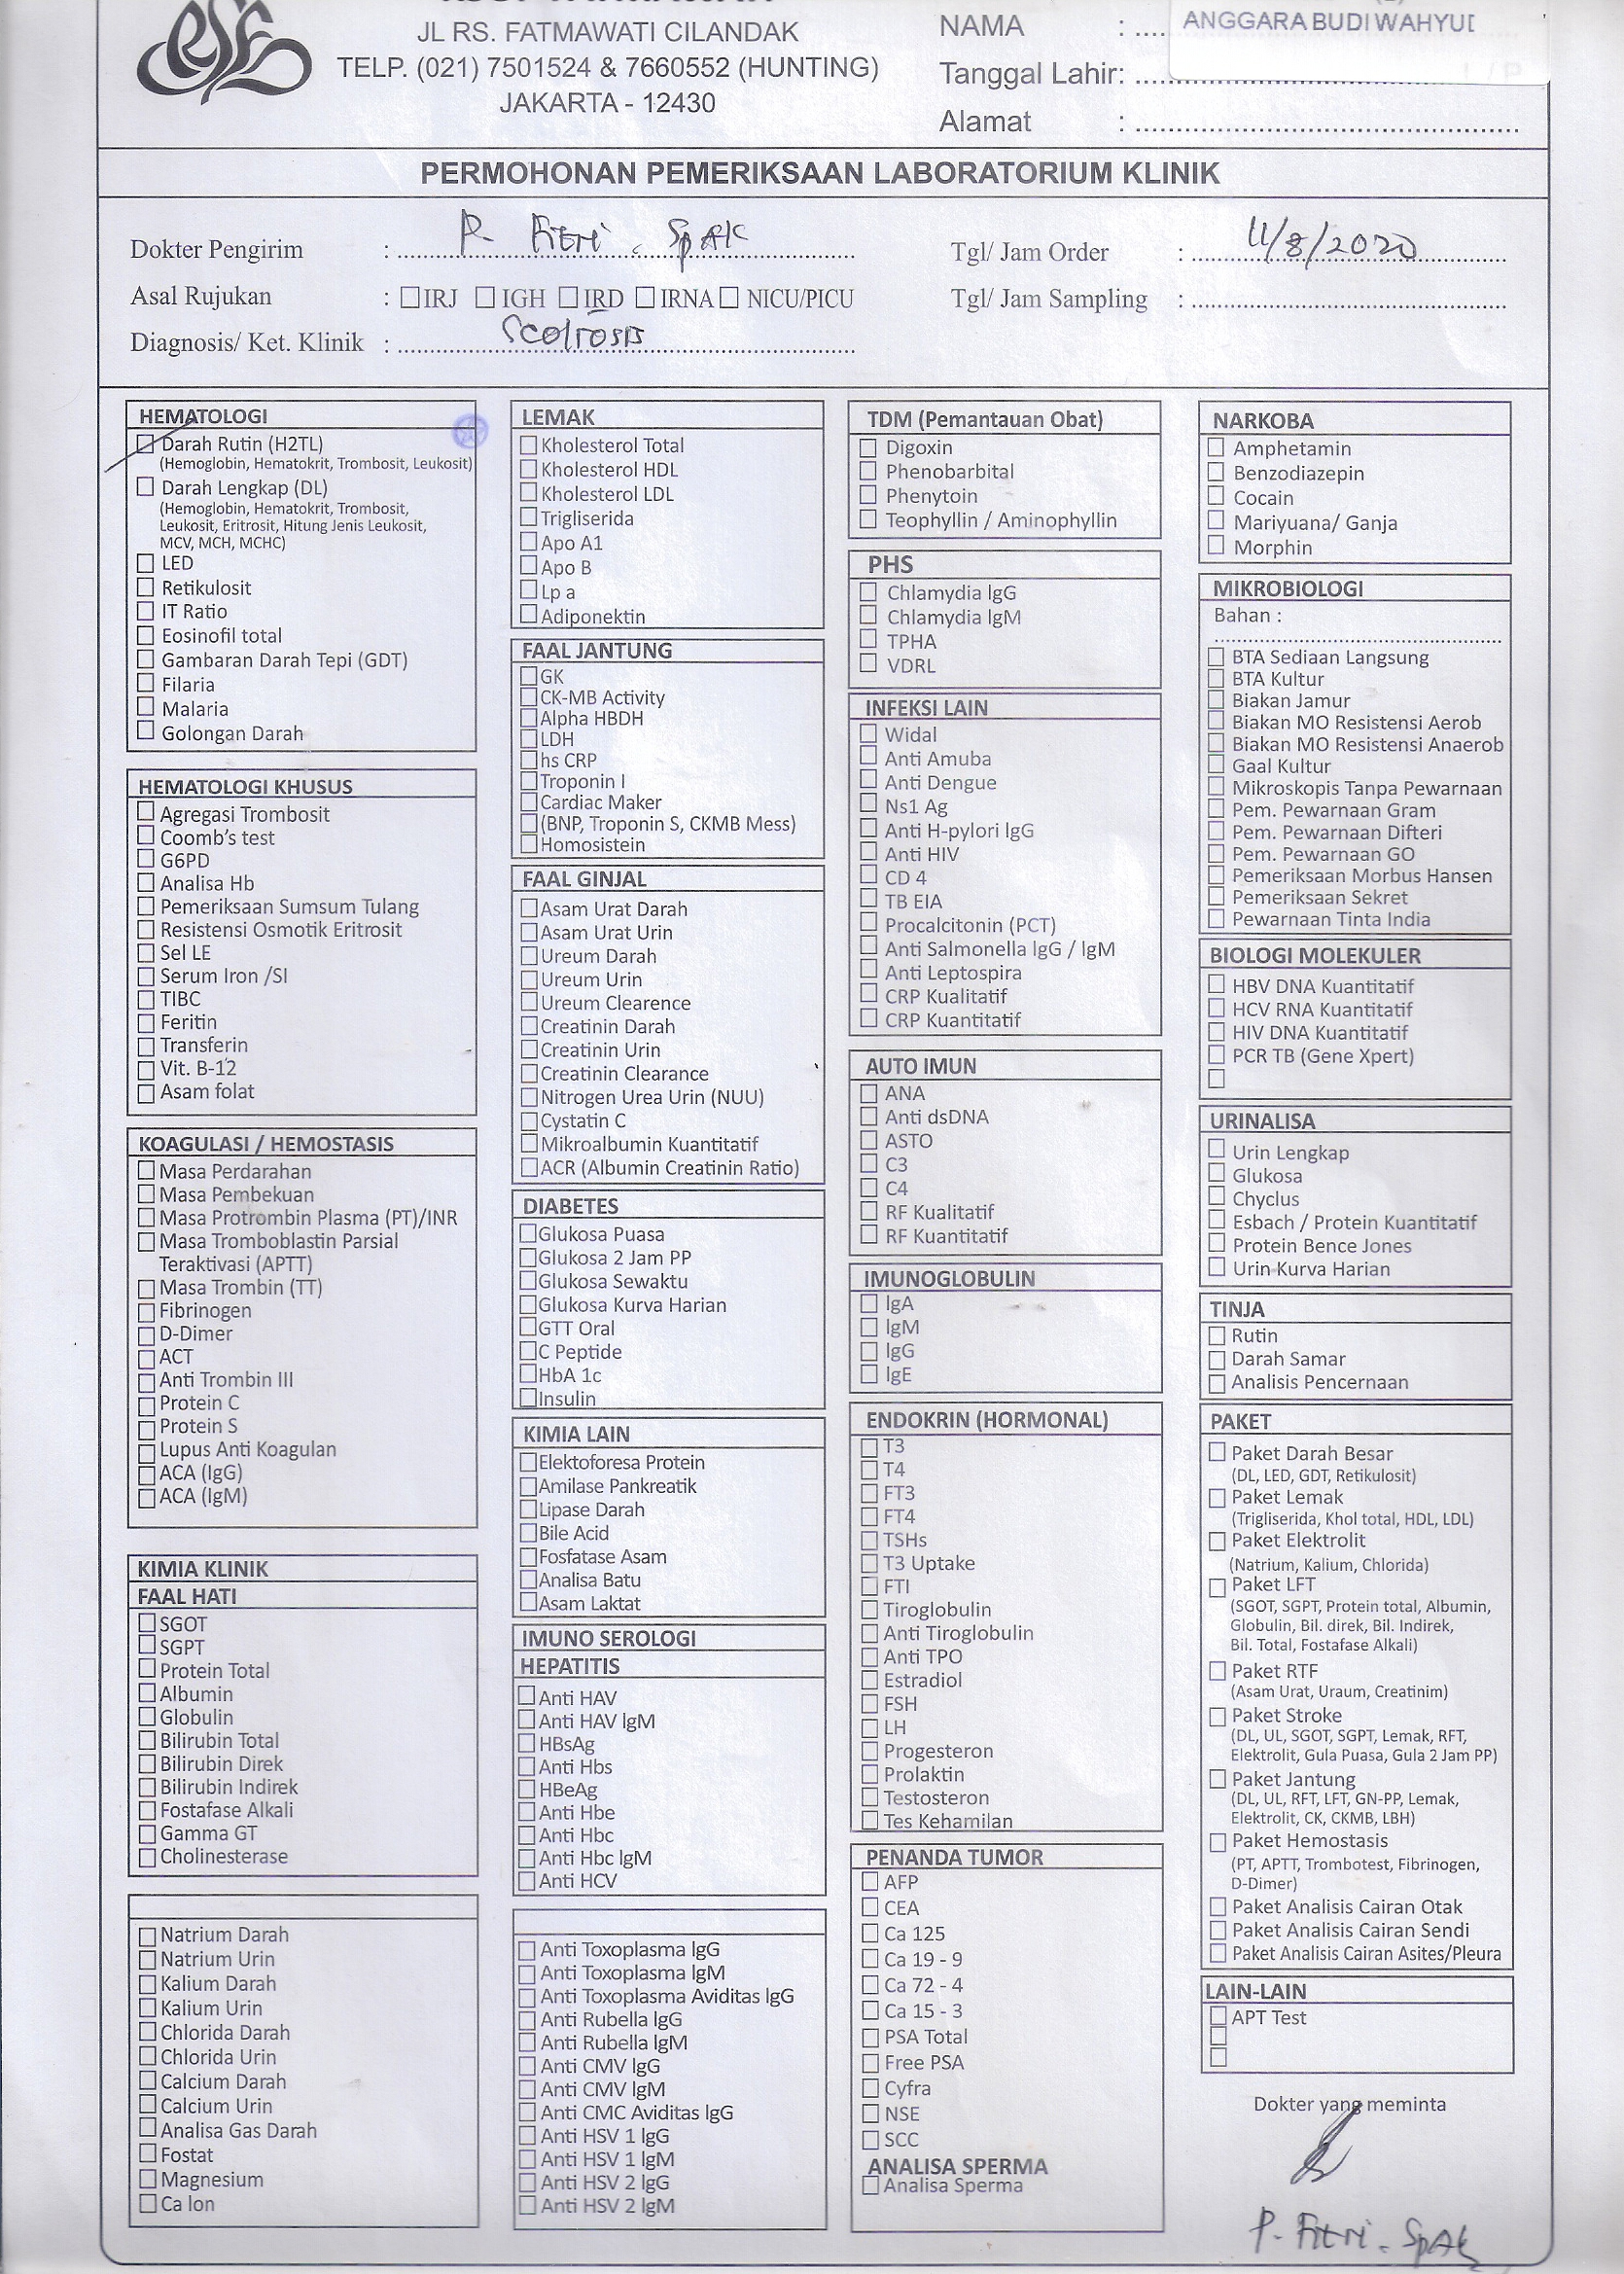 JL RS. FATMAWATI CILANDAK
TELP. (021) 7501524 & 7660552 (HUNTING)
JAKARTA - 12430
NAMA : ANGGARA BUDI WAHYUDI
Tanggal Lahir: L / P
Alamat :
PERMOHONAN PEMERIKSAAN LABORATORIUM KLINIK
Dokter Pengirim : P. Fitri . SpAK
Tgl/ Jam Order : 11/8/2020
Asal Rujukan : IRJ IGH IRD IRNA NICU/PICU
Tgl/ Jam Sampling :
Diagnosis/ Ket. Klinik : Scoliosis
HEMATOLOGI
Darah Rutin (H2TL)
(Hemoglobin, Hematokrit, Trombosit, Leukosit)
Darah Lengkap (DL)
(Hemoglobin, Hematokrit, Trombosit,
Leukosit, Eritrosit, Hitung Jenis Leukosit,
MCV, MCH, MCHC)
LED
Retikulosit
IT Ratio
Eosinofil total
Gambaran Darah Tepi (GDT)
Filaria
Malaria
Golongan Darah
HEMATOLOGI KHUSUS
Agregasi Trombosit
Coomb's test
G6PD
Analisa Hb
Pemeriksaan Sumsum Tulang
Resistensi Osmotik Eritrosit
Sel LE
Serum Iron /SI
TIBC
Feritin
Transferin
Vit. B-12
Asam folat
KOAGULASI / HEMOSTASIS
Masa Perdarahan
Masa Pembekuan
Masa Protrombin Plasma (PT)/INR
Masa Tromboblastin Parsial
Teraktivasi (APTT)
Masa Trombin (TT)
Fibrinogen
D-Dimer
ACT
Anti Trombin III
Protein C
Protein S
Lupus Anti Koagulan
ACA (IgG)
ACA (IgM)
KIMIA KLINIK
FAAL HATI
SGOT
SGPT
Protein Total
Albumin
Globulin
Bilirubin Total
Bilirubin Direk
Bilirubin Indirek
Fostafase Alkali
Gamma GT
Cholinesterase
Natrium Darah
Natrium Urin
Kalium Darah
Kalium Urin
Chlorida Darah
Chlorida Urin
Calcium Darah
Calcium Urin
Analisa Gas Darah
Fostat
Magnesium
Ca Ion
LEMAK
Kholesterol Total
Kholesterol HDL
Kholesterol LDL
Trigliserida
Apo A1
Apo B
Lp a
Adiponektin
FAAL JANTUNG
GK
CK-MB Activity
Alpha HBDH
LDH
hs CRP
Troponin I
Cardiac Maker
(BNP, Troponin S, CKMB Mess)
Homosistein
FAAL GINJAL
Asam Urat Darah
Asam Urat Urin
Ureum Darah
Ureum Urin
Ureum Clearence
Creatinin Darah
Creatinin Urin
Creatinin Clearance
Nitrogen Urea Urin (NUU)
Cystatin C
Mikroalbumin Kuantitatif
ACR (Albumin Creatinin Ratio)
DIABETES
Glukosa Puasa
Glukosa 2 Jam PP
Glukosa Sewaktu
Glukosa Kurva Harian
GTT Oral
C Peptide
HbA 1c
Insulin
KIMIA LAIN
Elektoforesa Protein
Amilase Pankreatik
Lipase Darah
Bile Acid
Fosfatase Asam
Analisa Batu
Asam Laktat
IMUNO SEROLOGI
HEPATITIS
Anti HAV
Anti HAV IgM
HBsAg
Anti Hbs
HBeAg
Anti Hbe
Anti Hbc
Anti Hbc IgM
Anti HCV
Anti Toxoplasma IgG
Anti Toxoplasma IgM
Anti Toxoplasma Aviditas IgG
Anti Rubella IgG
Anti Rubella IgM
Anti CMV IgG
Anti CMV IgM
Anti CMC Aviditas IgG
Anti HSV 1 IgG
Anti HSV 1 IgM
Anti HSV 2 IgG
Anti HSV 2 IgM
TDM (Pemantauan Obat)
Digoxin
Phenobarbital
Phenytoin
Teophyllin / Aminophyllin
PHS
Chlamydia IgG
Chlamydia IgM
TPHA
VDRL
INFEKSI LAIN
Widal
Anti Amuba
Anti Dengue
Ns1 Ag
Anti H-pylori IgG
Anti HIV
CD 4
TB EIA
Procalcitonin (PCT)
Anti Salmonella IgG / IgM
Anti Leptospira
CRP Kualitatif
CRP Kuantitatif
AUTO IMUN
ANA
Anti dsDNA
ASTO
C3
C4
RF Kualitatif
RF Kuantitatif
IMUNOGLOBULIN
IgA
IgM
IgG
IgE
ENDOKRIN (HORMONAL)
T3
T4
FT3
FT4
TSHs
T3 Uptake
FTI
Tiroglobulin
Anti Tiroglobulin
Anti TPO
Estradiol
FSH
LH
Progesteron
Prolaktin
Testosteron
Tes Kehamilan
PENANDA TUMOR
AFP
CEA
Ca 125
Ca 19 - 9
Ca 72 - 4
Ca 15 - 3
PSA Total
Free PSA
Cyfra
NSE
SCC
ANALISA SPERMA
Analisa Sperma
NARKOBA
Amphetamin
Benzodiazepin
Cocain
Mariyuana/ Ganja
Morphin
MIKROBIOLOGI
Bahan :
BTA Sediaan Langsung
BTA Kultur
Biakan Jamur
Biakan MO Resistensi Aerob
Biakan MO Resistensi Anaerob
Gaal Kultur
Mikroskopis Tanpa Pewarnaan
Pem. Pewarnaan Gram
Pem. Pewarnaan Difteri
Pem. Pewarnaan GO
Pemeriksaan Morbus Hansen
Pemeriksaan Sekret
Pewarnaan Tinta India
BIOLOGI MOLEKULER
HBV DNA Kuantitatif
HCV RNA Kuantitatif
HIV DNA Kuantitatif
PCR TB (Gene Xpert)
URINALISA
Urin Lengkap
Glukosa
Chyclus
Esbach / Protein Kuantitatif
Protein Bence Jones
Urin Kurva Harian
TINJA
Rutin
Darah Samar
Analisis Pencernaan
PAKET
Paket Darah Besar
(DL, LED, GDT, Retikulosit)
Paket Lemak
(Trigliserida, Khol total, HDL, LDL)
Paket Elektrolit
(Natrium, Kalium, Chlorida)
Paket LFT
(SGOT, SGPT, Protein total, Albumin,
Globulin, Bil. direk, Bil. Indirek,
Bil. Total, Fostafase Alkali)
Paket RTF
(Asam Urat, Uraum, Creatinim)
Paket Stroke
(DL, UL, SGOT, SGPT, Lemak, RFT,
Elektrolit, Gula Puasa, Gula 2 Jam PP)
Paket Jantung
(DL, UL, RFT, LFT, GN-PP, Lemak,
Elektrolit, CK, CKMB, LBH)
Paket Hemostasis
(PT, APTT, Trombotest, Fibrinogen,
D-Dimer)
Paket Analisis Cairan Otak
Paket Analisis Cairan Sendi
Paket Analisis Cairan Asites/Pleura
LAIN-LAIN
APT Test
Dokter yang meminta
P. Fitri . SpAK